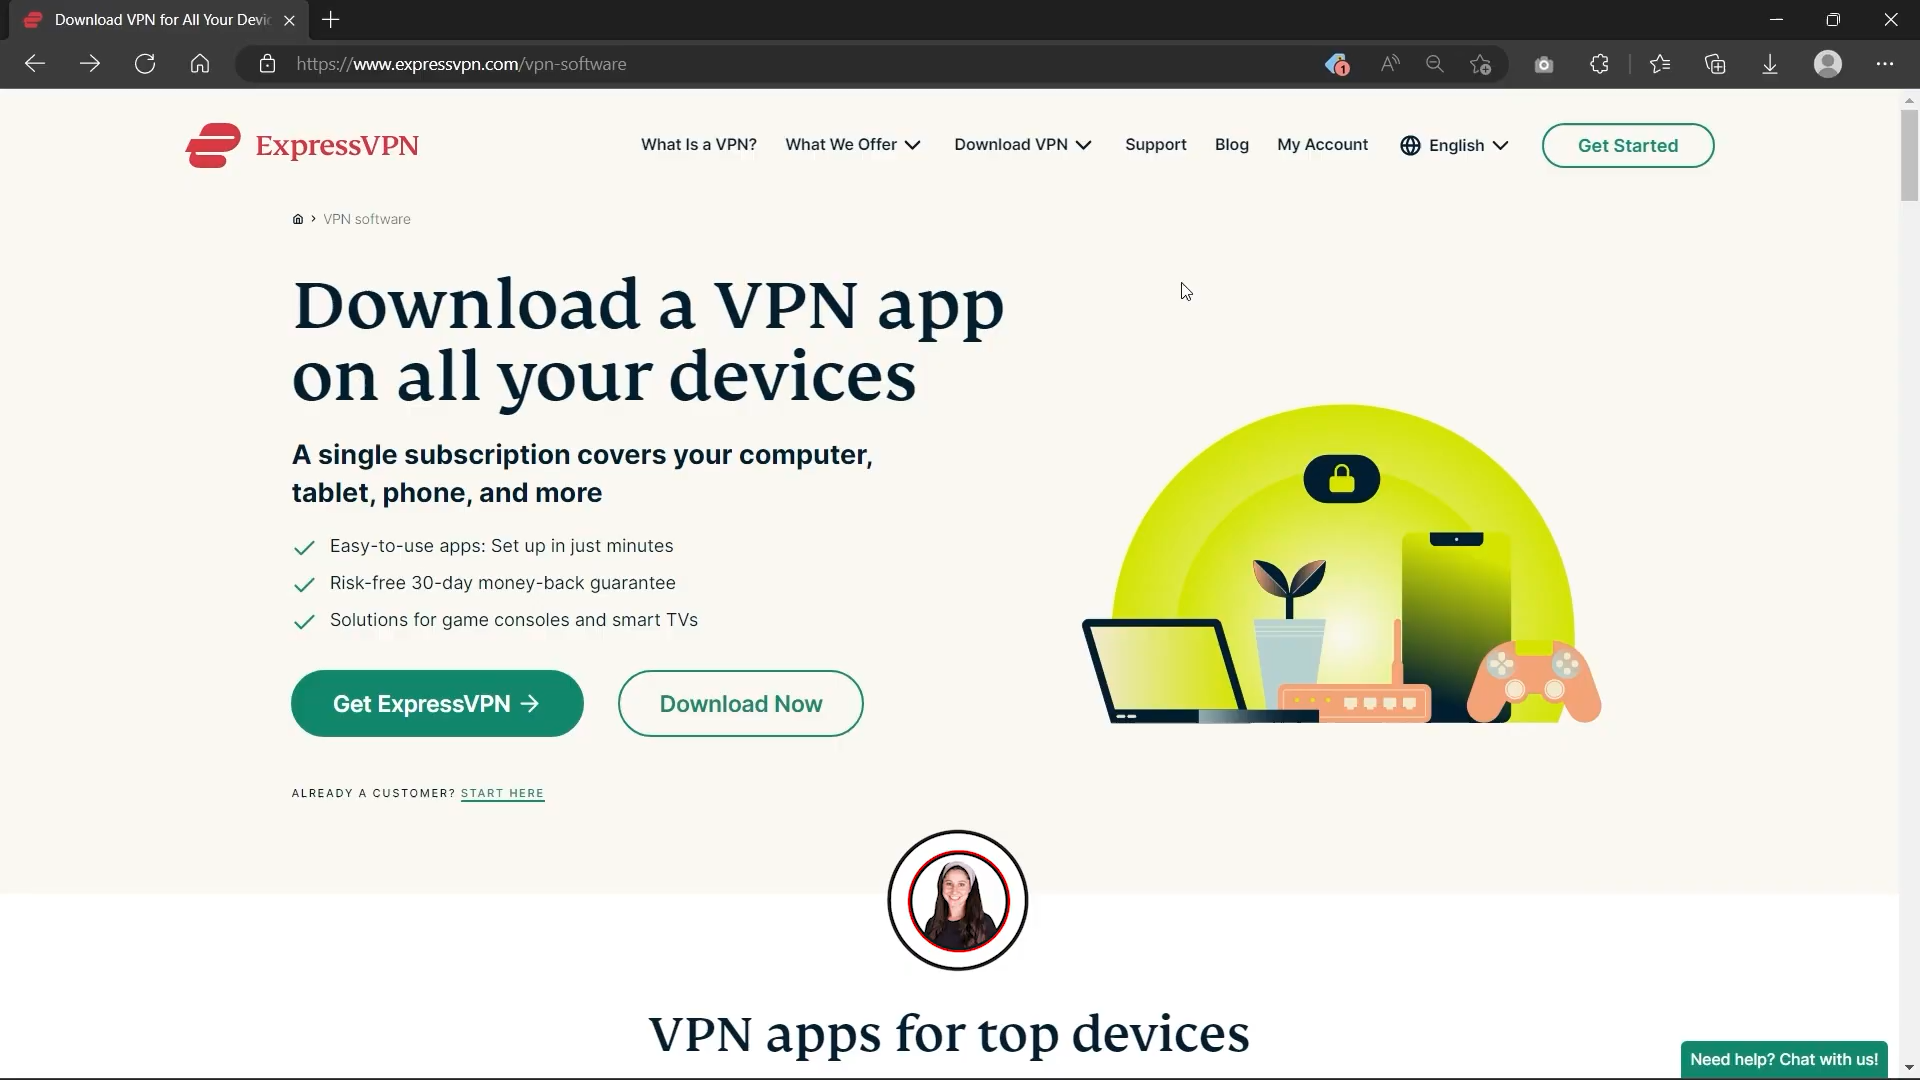 Download VPN for All Your Devic
https://www.expressvpn.com/vpn-software
1
ExpressVPN
What Is a VPN?
What We Offer
Download VPN
Support
Blog
My Account
English
Get Started
VPN software
Download a VPN app
on all your devices
A single subscription covers your computer,
tablet, phone, and more
Easy-to-use apps: Set up in just minutes
Risk-free 30-day money-back guarantee
Solutions for game consoles and smart TVs
Get ExpressVPN →
Download Now
ALREADY A CUSTOMER? START HERE
VPN apps for top devices
Need help? Chat with us!